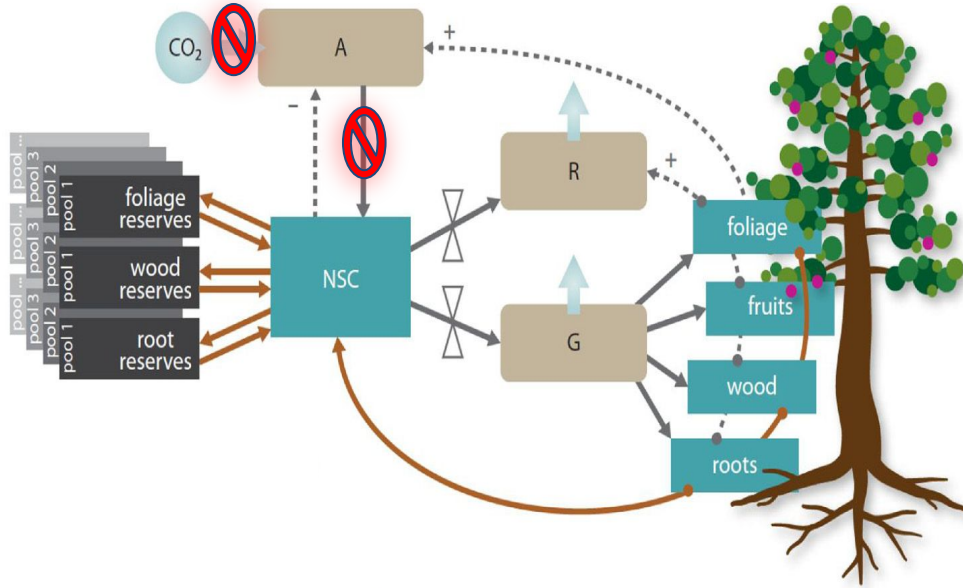 CO₂
A
+
−
R
+
pool ...
pool 3
pool 2
pool 1
foliage
reserves
pool ...
pool 3
pool 2
pool 1
wood
reserves
pool ...
pool 3
pool 2
pool 1
root
reserves
NSC
G
foliage
fruits
wood
roots